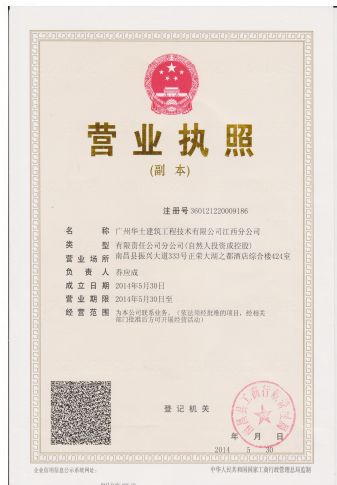 营业执照
(副 本)
注册号 360121220009186
名 称 广州华土建筑工程技术有限公司江西分公司
类 型 有限责任公司分公司(自然人投资或控股)
营业场所 南昌县振兴大道333号正荣大湖之都酒店综合楼424室
负 责 人 乔应成
成立日期 2014年5月30日
营业期限 2014年5月30日至
经营范围 为本公司联系业务。(依法须经批准的项目，经相关
部门批准后方可开展经营活动)
登记机关
年 月 日
2014 5 30
企业信用信息公示系统网址:
中华人民共和国国家工商行政管理总局监制